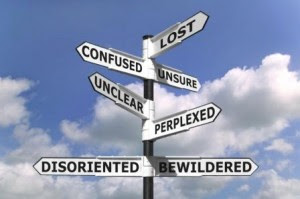 LOST
CONFUSED
UNSURE
UNCLEAR
PERPLEXED
DISORIENTED
BEWILDERED